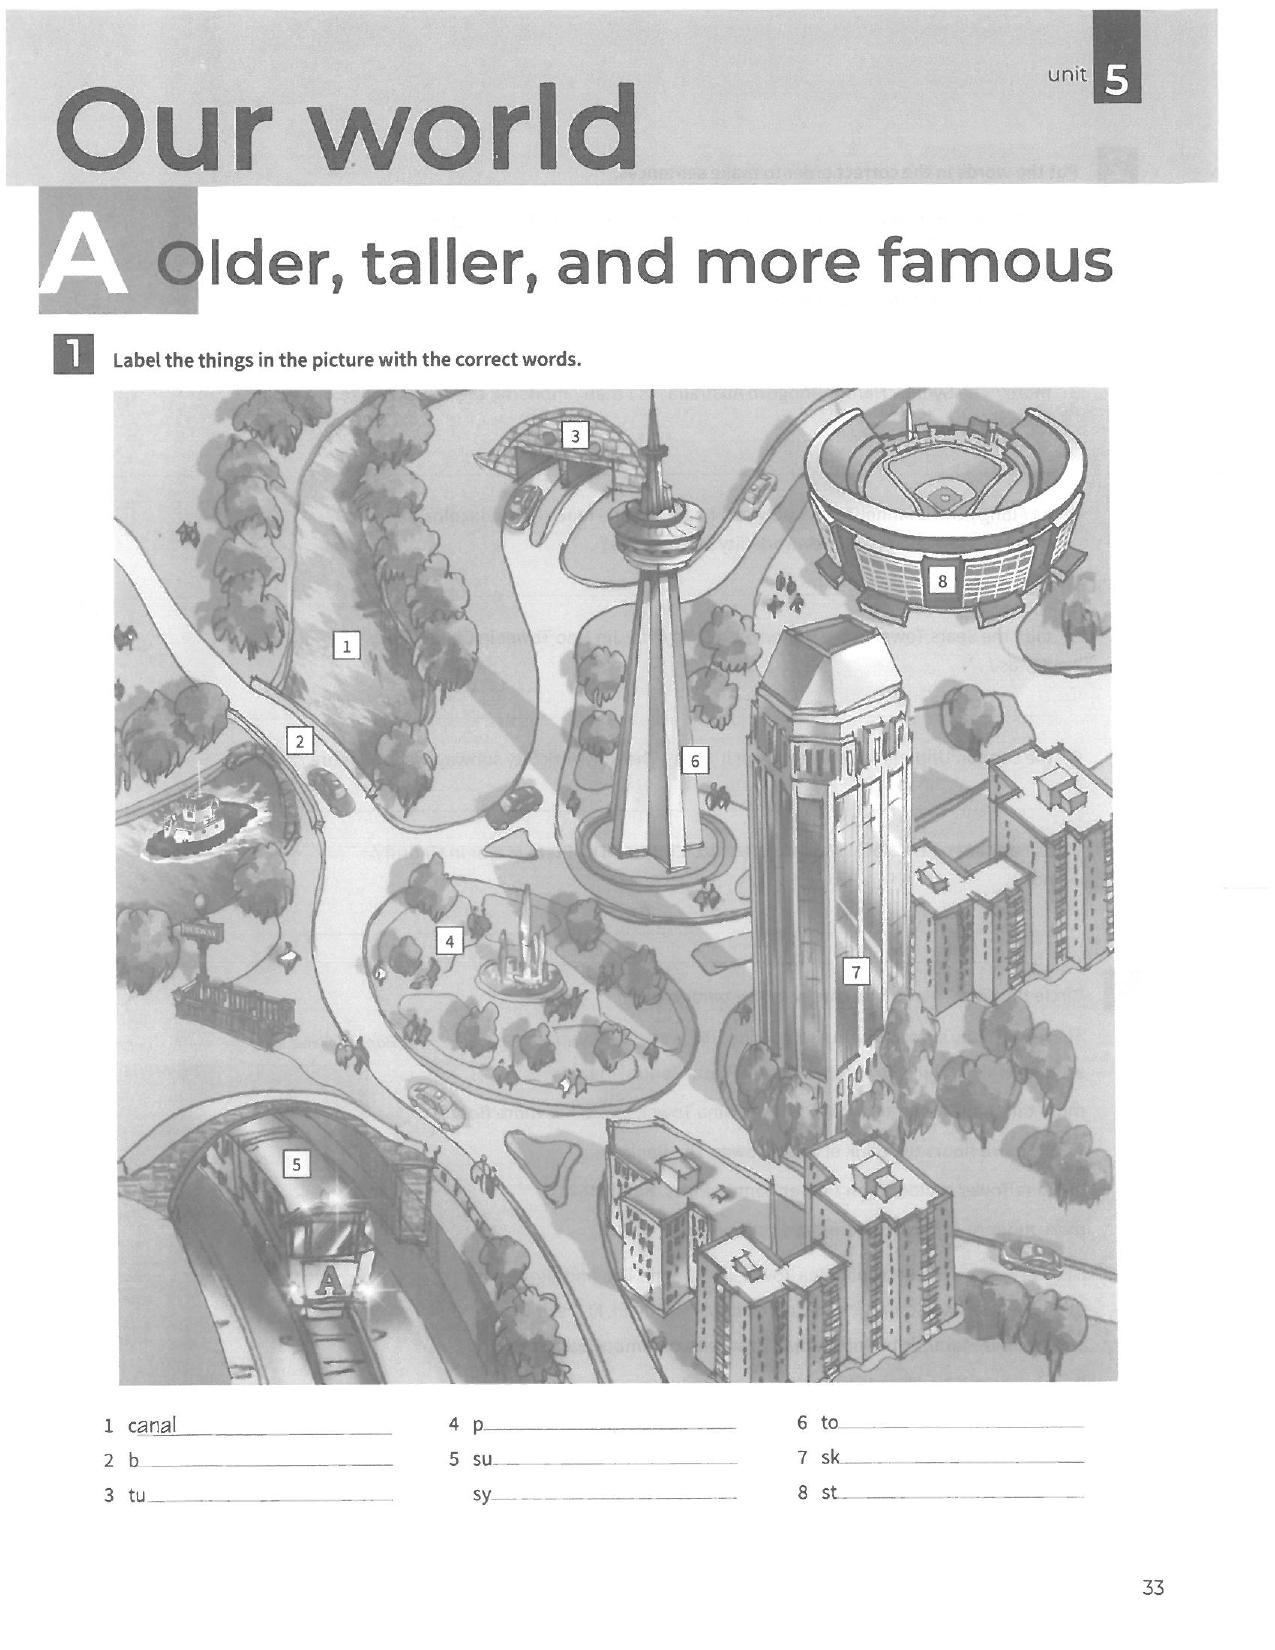 unit 5
Our world
A Older, taller, and more famous
1 Label the things in the picture with the correct words.
3
8
1
2
6
SUBWAY
4
7
5
A
1 canal
2 b
3 tu
4 p
5 su
sy
6 to
7 sk
8 st
33